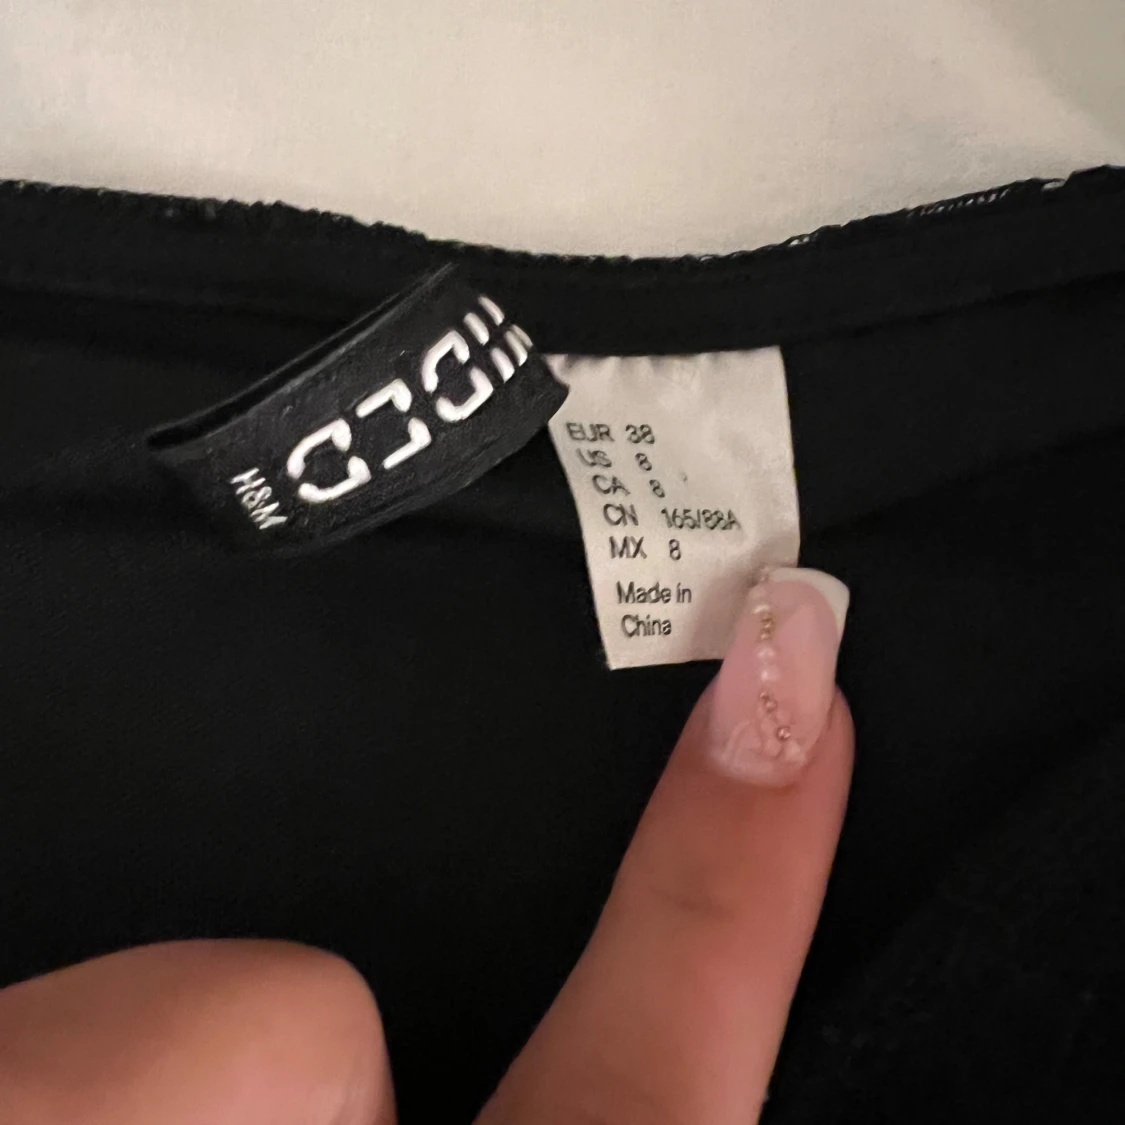 H&M
EUR 38
US 8
CA 8
CN 165/88A
MX 8
Made in
China